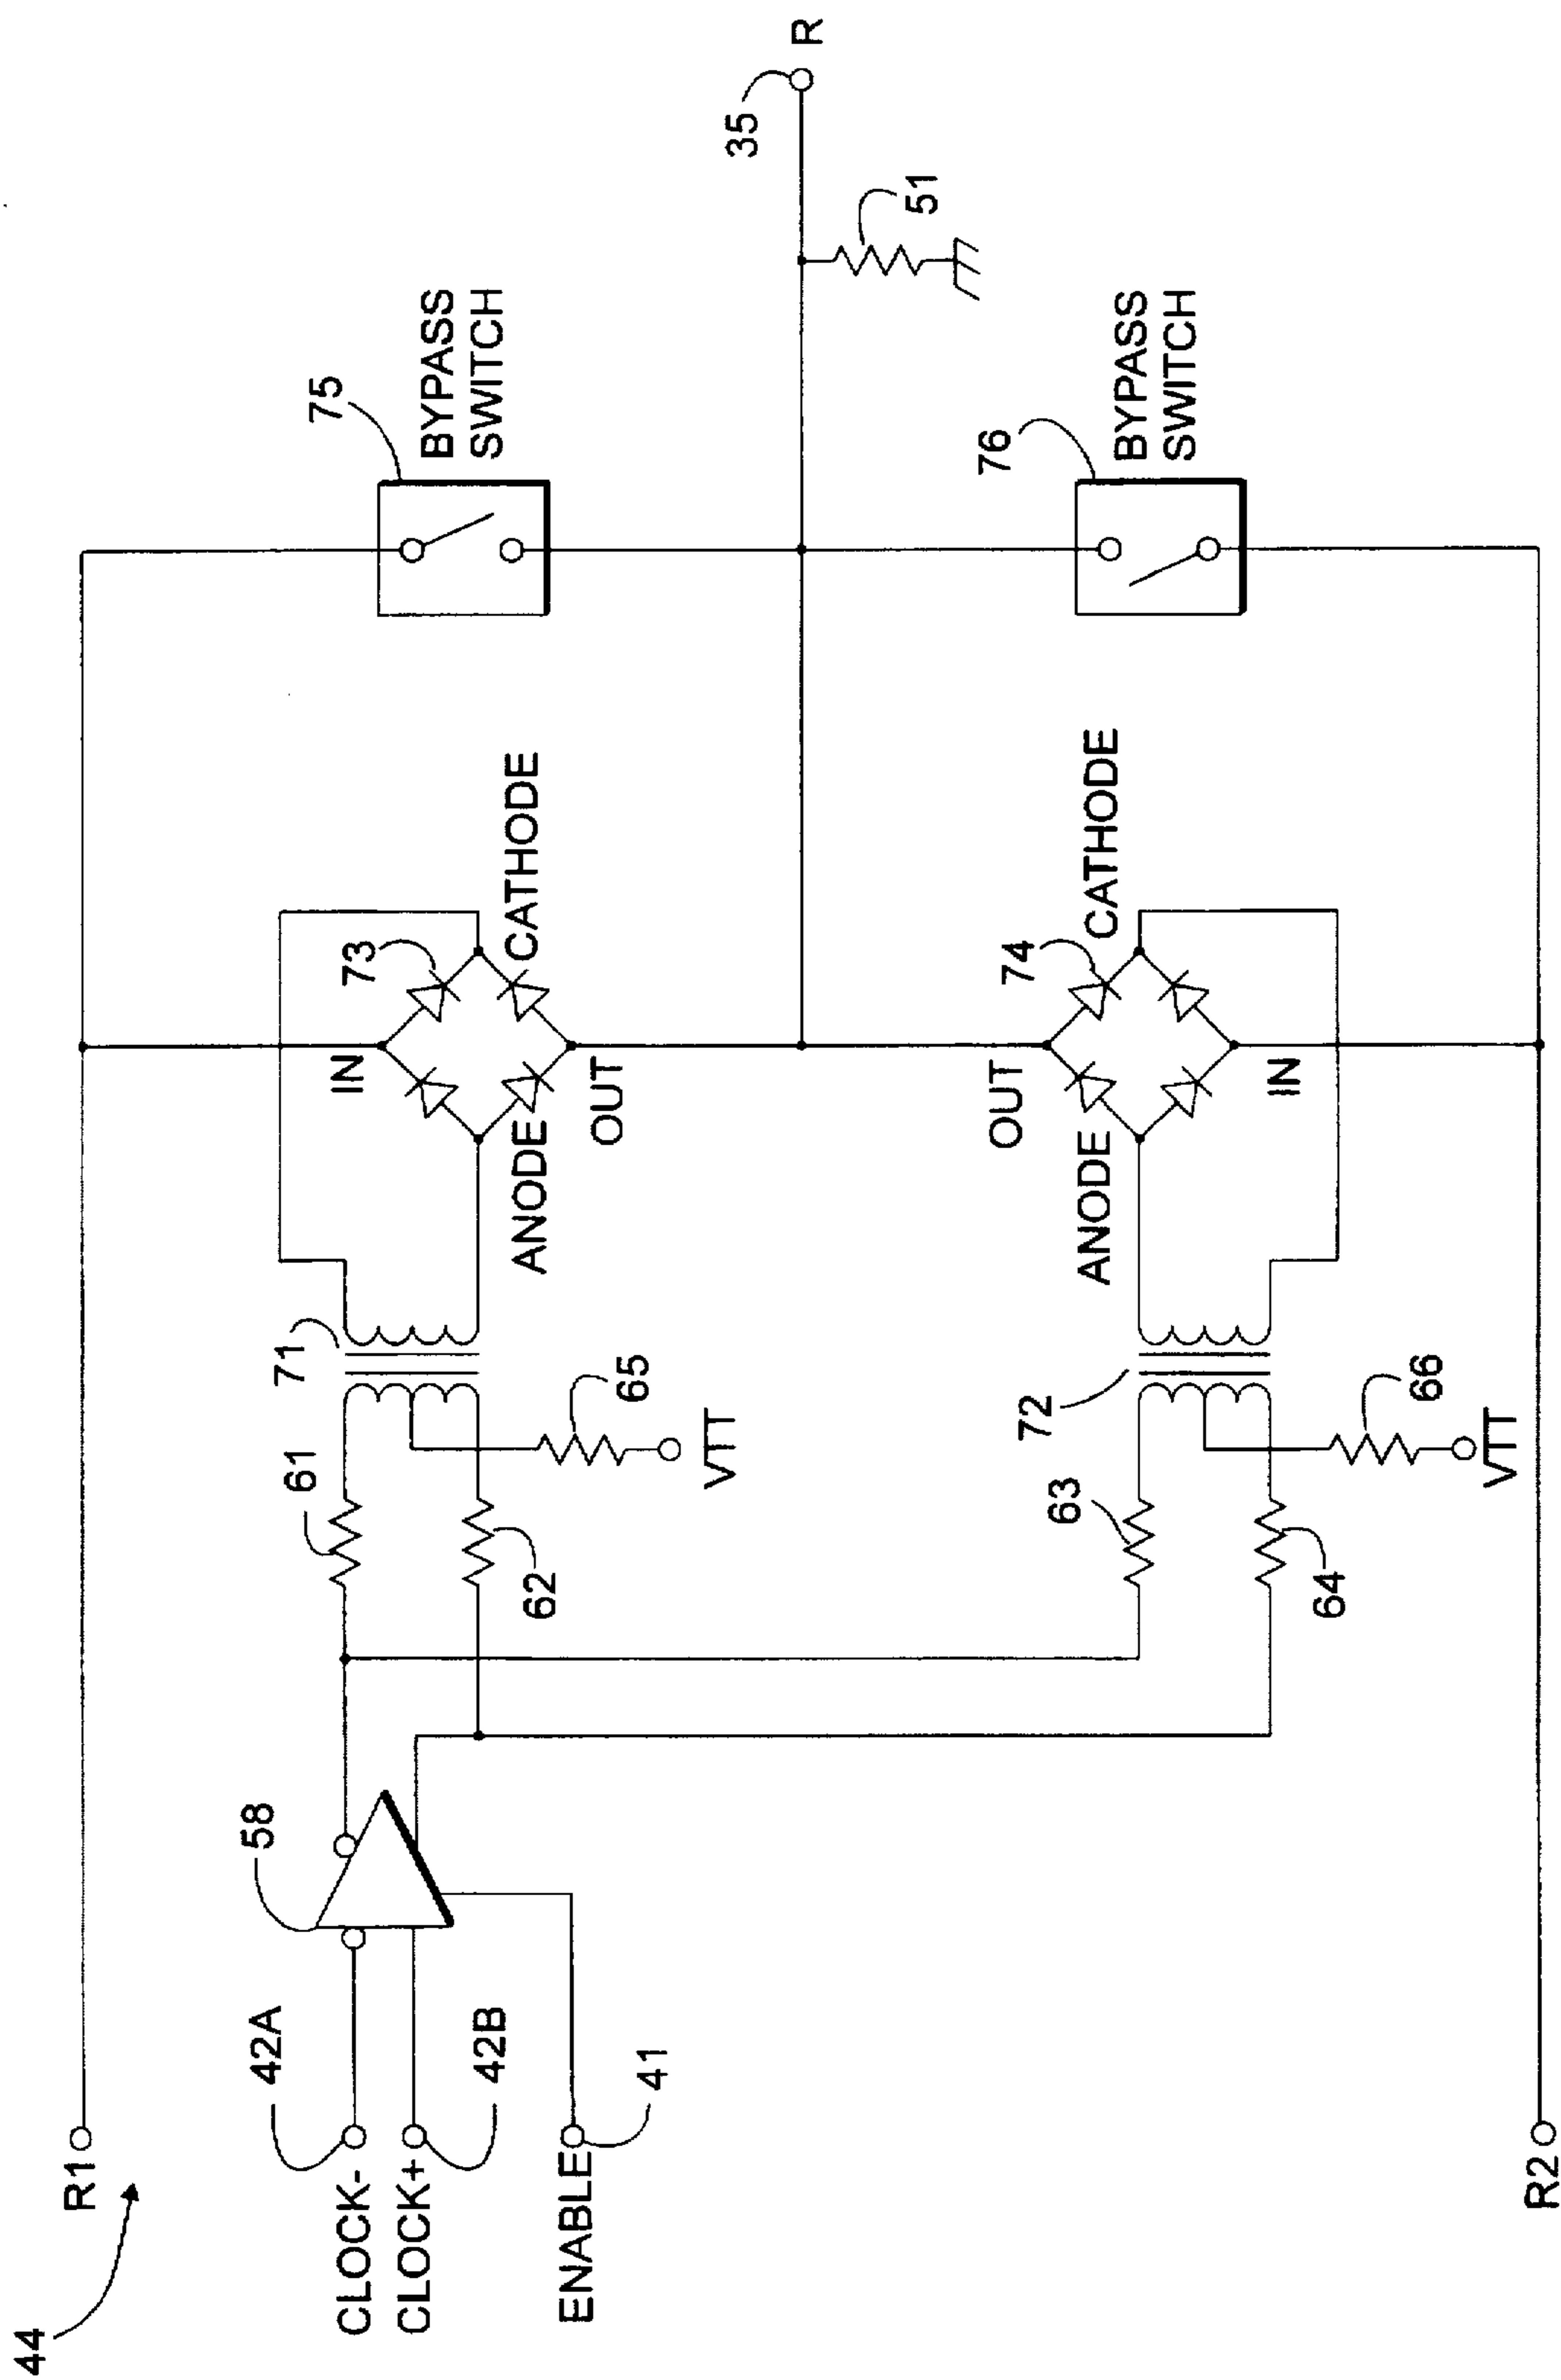 44
R1
42A
CLOCK-
CLOCK+
42B
ENABLE
41
58
61
62
63
64
71
65
VTT
72
66
VTT
73
IN
CATHODE
ANODE
OUT
74
OUT
CATHODE
ANODE
IN
75
BYPASS
SWITCH
76
BYPASS
SWITCH
51
35
R
R2